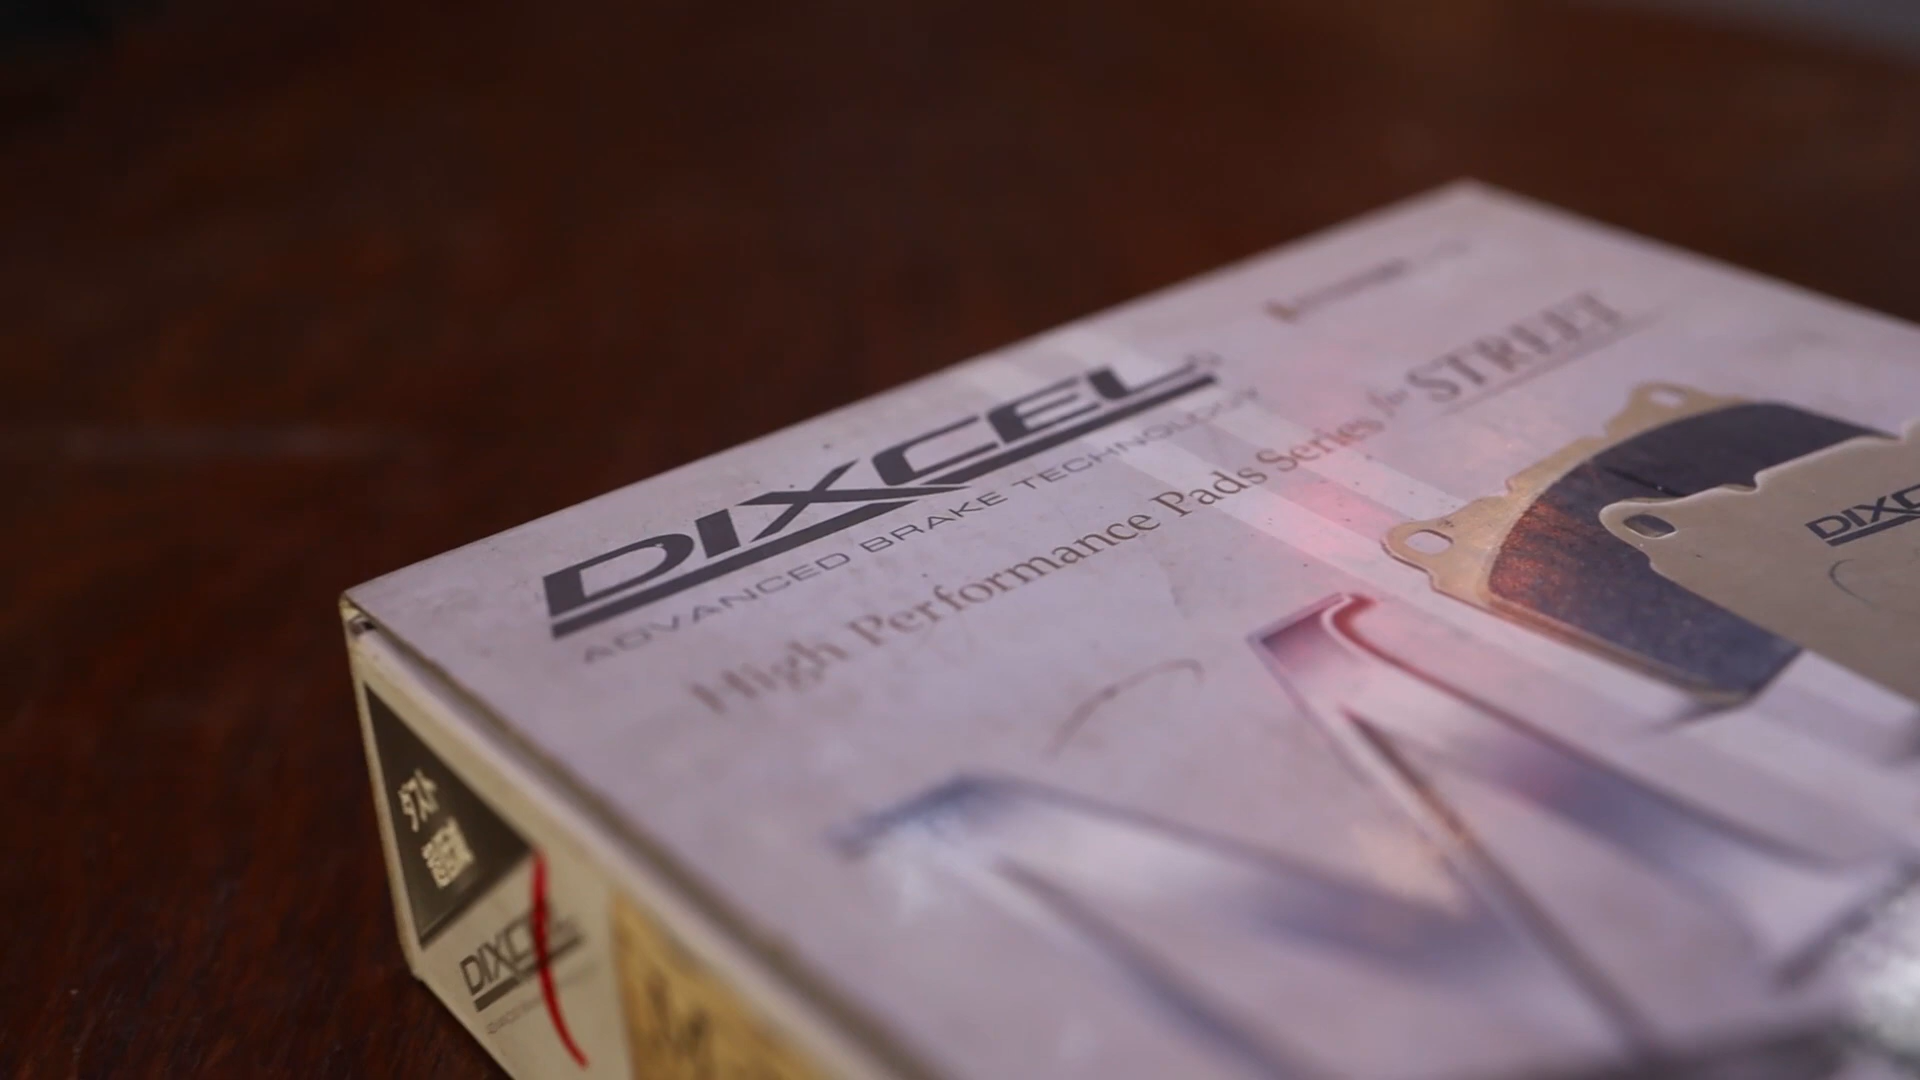 DIXCEL
ADVANCED BRAKE TECHNOLOGY
High Performance Pads Series for STREET
DIXC
M
DIXCEL